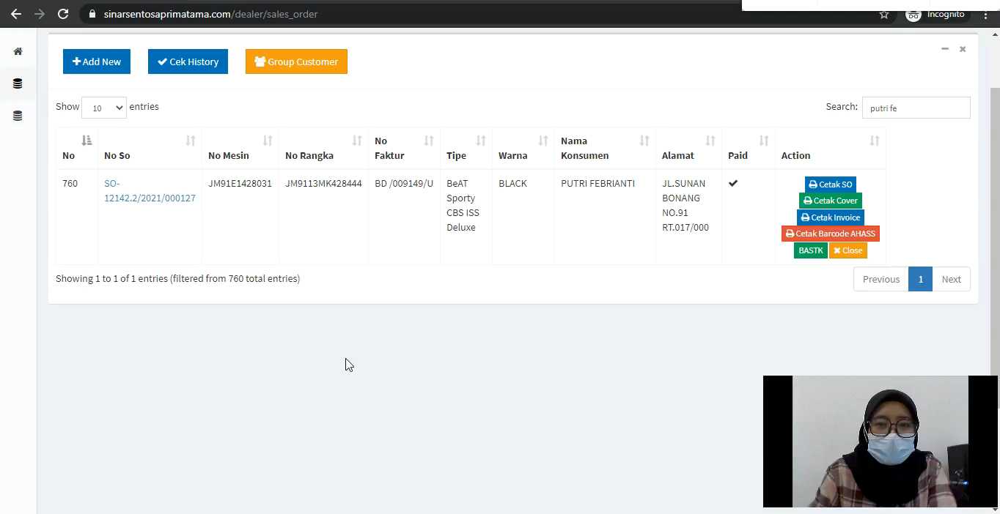 sinarsentosaprimatama.com/dealer/sales_order
Incognito
Add New
Cek History
Group Customer
Show 10 entries
Search: putri fe
No
No So
No Mesin
No Rangka
No Faktur
Tipe
Warna
Nama Konsumen
Alamat
Paid
Action
760
SO-
12142.2/2021/000127
JM91E1428031
JM9113MK428444
BD /009149/U
BeAT
Sporty
CBS ISS
Deluxe
BLACK
PUTRI FEBRIANTI
JL.SUNAN
BONANG
NO.91
RT.017/000
Cetak SO
Cetak Cover
Cetak Invoice
Cetak Barcode AHASS
BASTK
Close
Showing 1 to 1 of 1 entries (filtered from 760 total entries)
Previous
1
Next